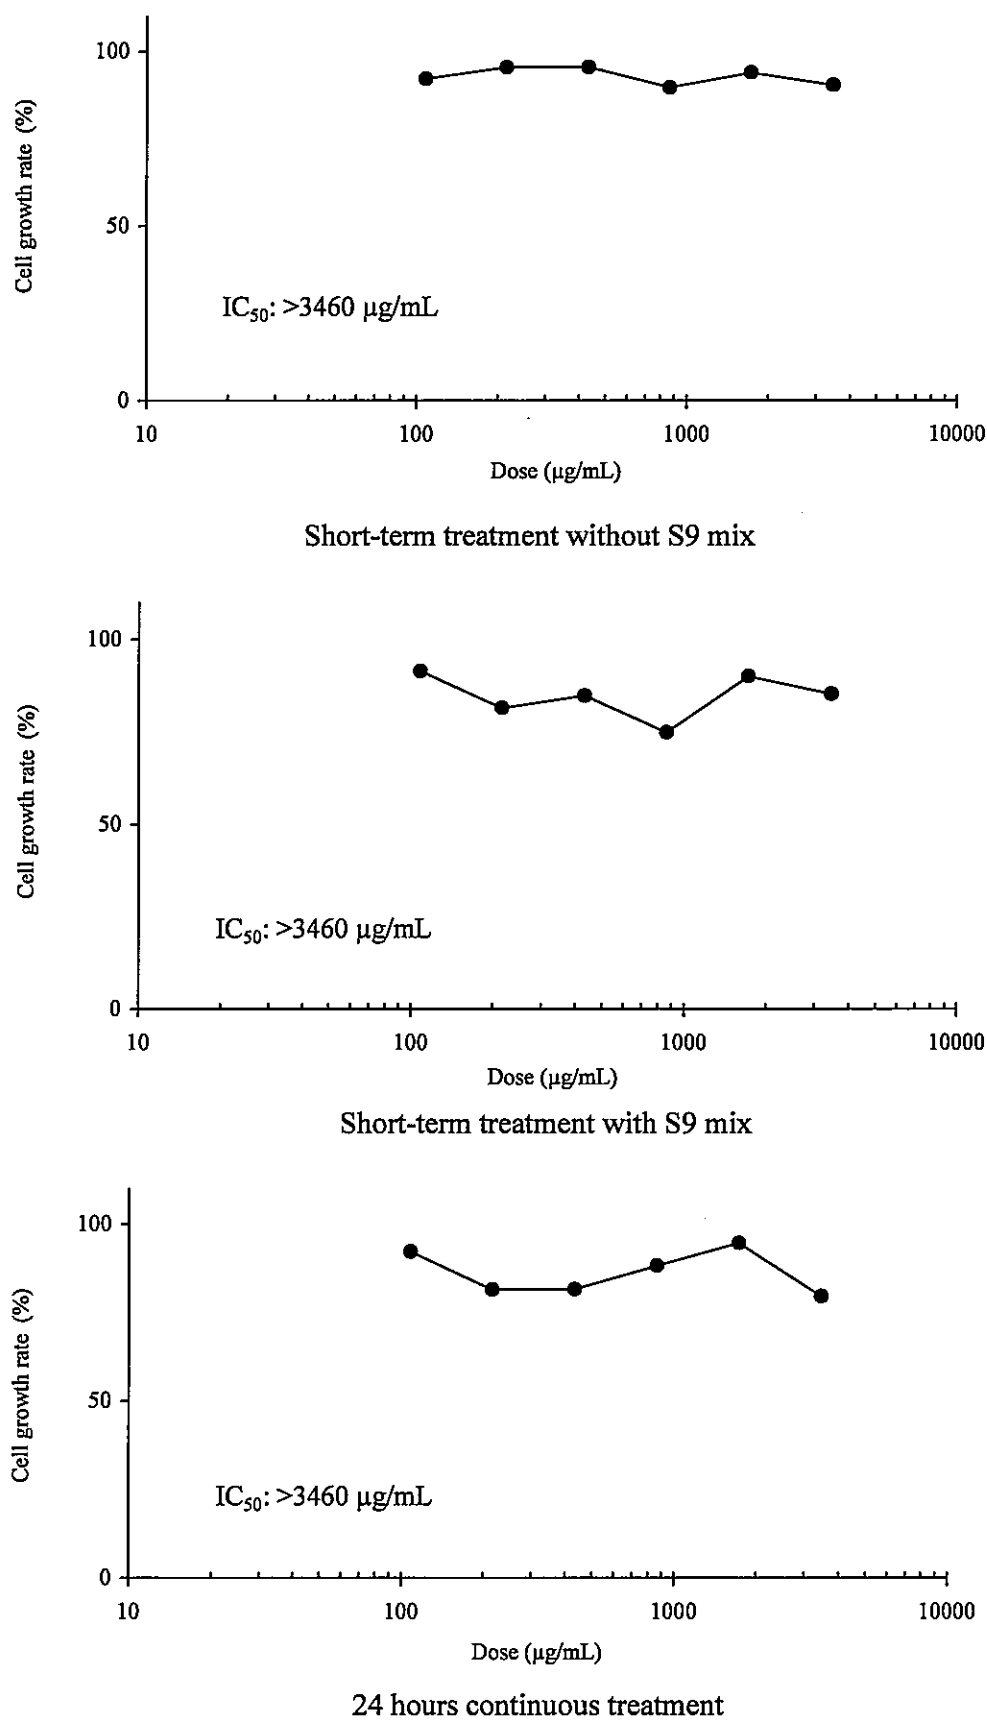 100
Cell growth rate (%)
50
IC₅₀: >3460 µg/mL
0
10 100 1000 10000
Dose (µg/mL)
Short-term treatment without S9 mix
100
Cell growth rate (%)
50
IC₅₀: >3460 µg/mL
0
10 100 1000 10000
Dose (µg/mL)
Short-term treatment with S9 mix
100
Cell growth rate (%)
50
IC₅₀: >3460 µg/mL
0
10 100 1000 10000
Dose (µg/mL)
24 hours continuous treatment